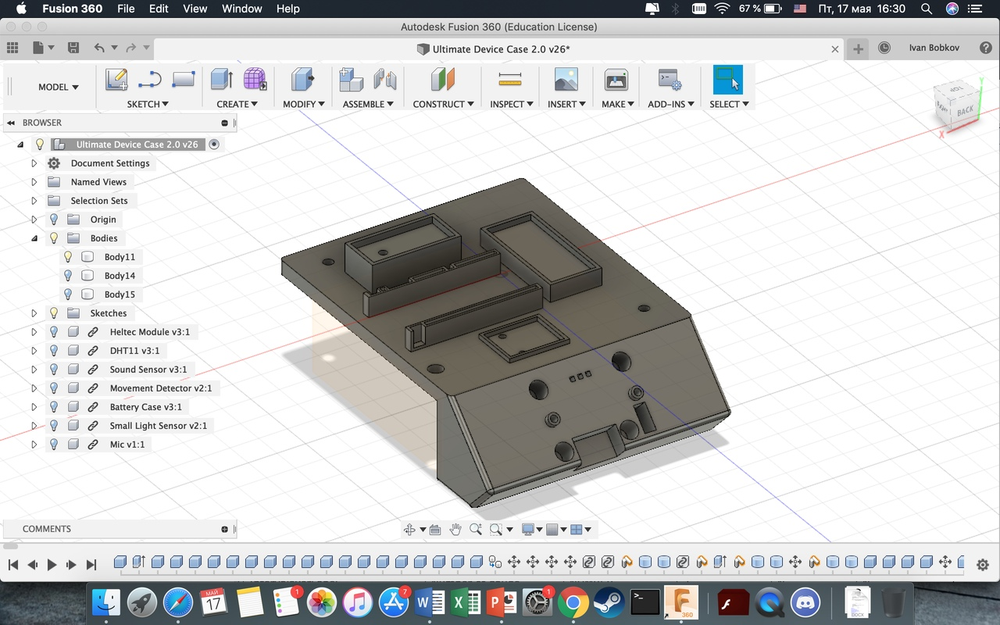 Fusion 360 File Edit View Window Help 67 % Пт, 17 мая 16:30
Autodesk Fusion 360 (Education License)
Ultimate Device Case 2.0 v26* Ivan Bobkov
MODEL
SKETCH CREATE MODIFY ASSEMBLE CONSTRUCT INSPECT INSERT MAKE ADD-INS SELECT
BROWSER
Ultimate Device Case 2.0 v26
Document Settings
Named Views
Selection Sets
Origin
Bodies
Body11
Body14
Body15
Sketches
Heltec Module v3:1
DHT11 v3:1
Sound Sensor v3:1
Movement Detector v2:1
Battery Case v3:1
Small Light Sensor v2:1
Mic v1:1
TOP
BACK
Y
X
COMMENTS
МАЙ
17
1
7
1
W X P
360
DOCX